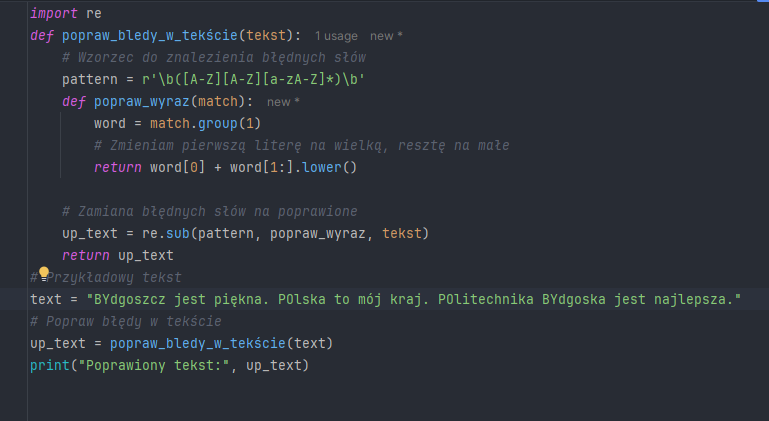 import re
def popraw_bledy_w_tekście(tekst): 1 usage new *
# Wzorzec do znalezienia błędnych słów
pattern = r'\b([A-Z][A-Z][a-zA-Z]*)\b'
def popraw_wyraz(match): new *
word = match.group(1)
# Zmieniam pierwszą literę na wielką, resztę na małe
return word[0] + word[1:].lower()
# Zamiana błędnych słów na poprawione
up_text = re.sub(pattern, popraw_wyraz, tekst)
return up_text
# Przykładowy tekst
text = "BYdgoszcz jest piękna. POlska to mój kraj. POlitechnika BYdgoska jest najlepsza."
# Popraw błędy w tekście
up_text = popraw_bledy_w_tekście(text)
print("Poprawiony tekst:", up_text)